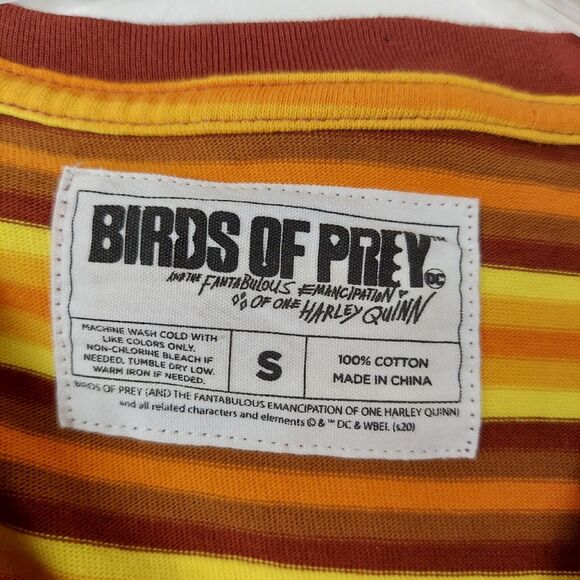 BIRDS OF PREY™
AND THE FANTABULOUS EMANCIPATION
OF ONE HARLEY QUINN
DC
MACHINE WASH COLD WITH
LIKE COLORS ONLY.
NON-CHLORINE BLEACH IF
NEEDED. TUMBLE DRY LOW.
WARM IRON IF NEEDED.
S
100% COTTON
MADE IN CHINA
BIRDS OF PREY (AND THE FANTABULOUS EMANCIPATION OF ONE HARLEY QUINN)
and all related characters and elements © & ™ DC & WBEI. (s20)